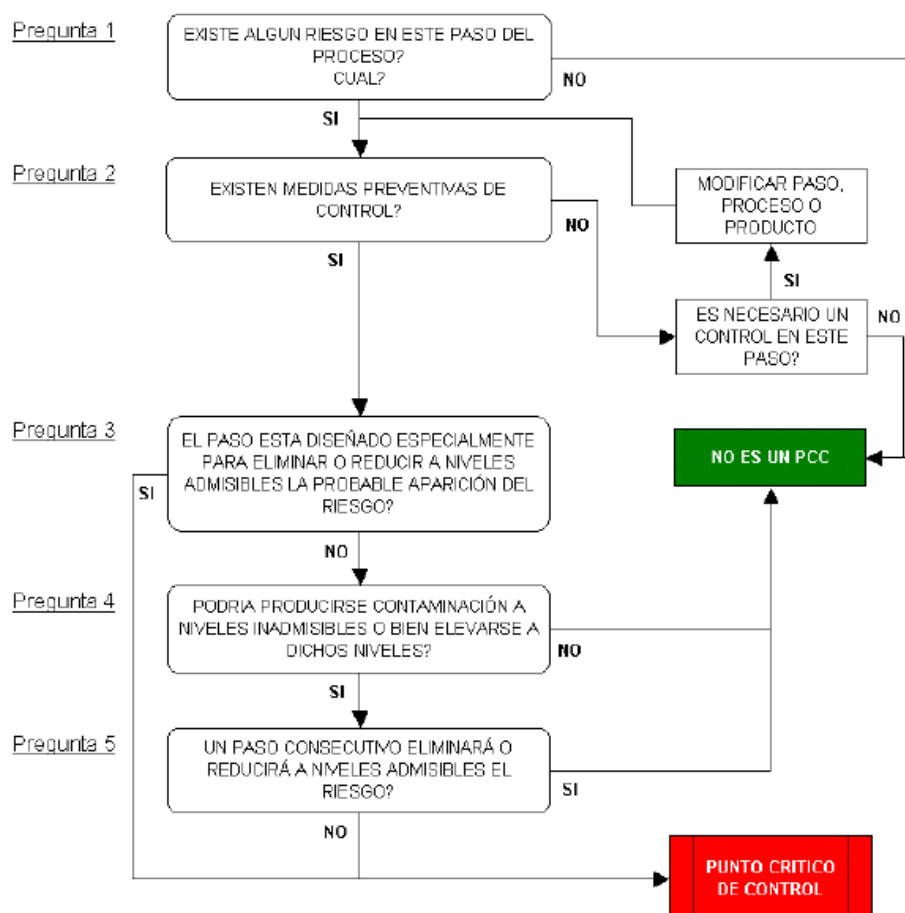 Pregunta 1
EXISTE ALGUN RIESGO EN ESTE PASO DEL
PROCESO?
CUAL?
NO
SI
Pregunta 2
EXISTEN MEDIDAS PREVENTIVAS DE
CONTROL?
NO
SI
MODIFICAR PASO,
PROCESO O
PRODUCTO
SI
ES NECESARIO UN
CONTROL EN ESTE
PASO?
NO
Pregunta 3
EL PASO ESTA DISEÑADO ESPECIALMENTE
PARA ELIMINAR O REDUCIR A NIVELES
ADMISIBLES LA PROBABLE APARICIÓN DEL
RIESGO?
SI
NO
NO ES UN PCC
Pregunta 4
PODRIA PRODUCIRSE CONTAMINACIÓN A
NIVELES INADMISIBLES O BIEN ELEVARSE A
DICHOS NIVELES?
NO
SI
Pregunta 5
UN PASO CONSECUTIVO ELIMINARÁ O
REDUCIRÁ A NIVELES ADMISIBLES EL
RIESGO?
SI
NO
PUNTO CRITICO
DE CONTROL